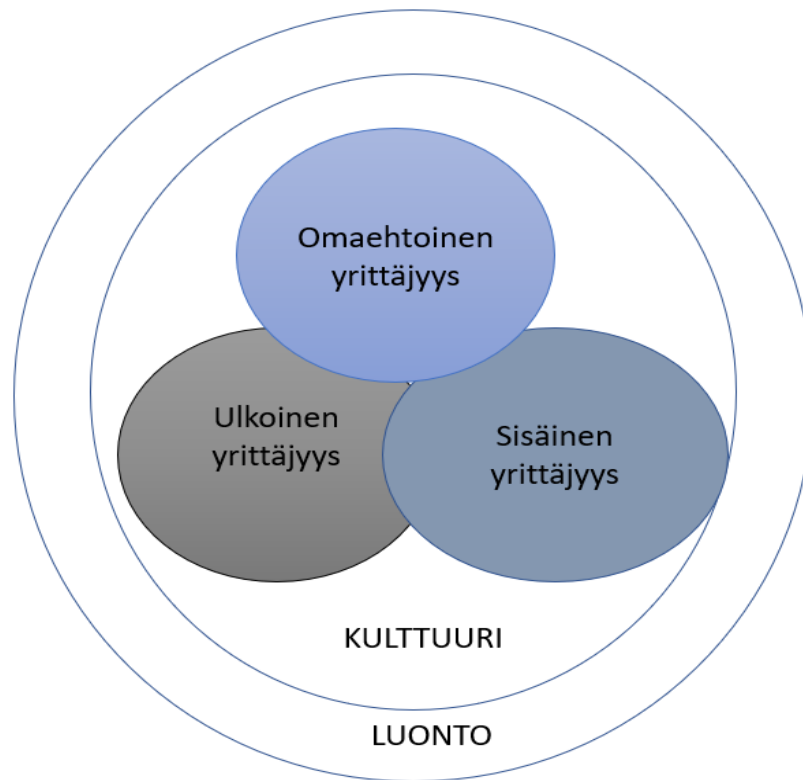 Omaehtoinen
yrittäjyys
Ulkoinen
yrittäjyys
Sisäinen
yrittäjyys
KULTTUURI
LUONTO